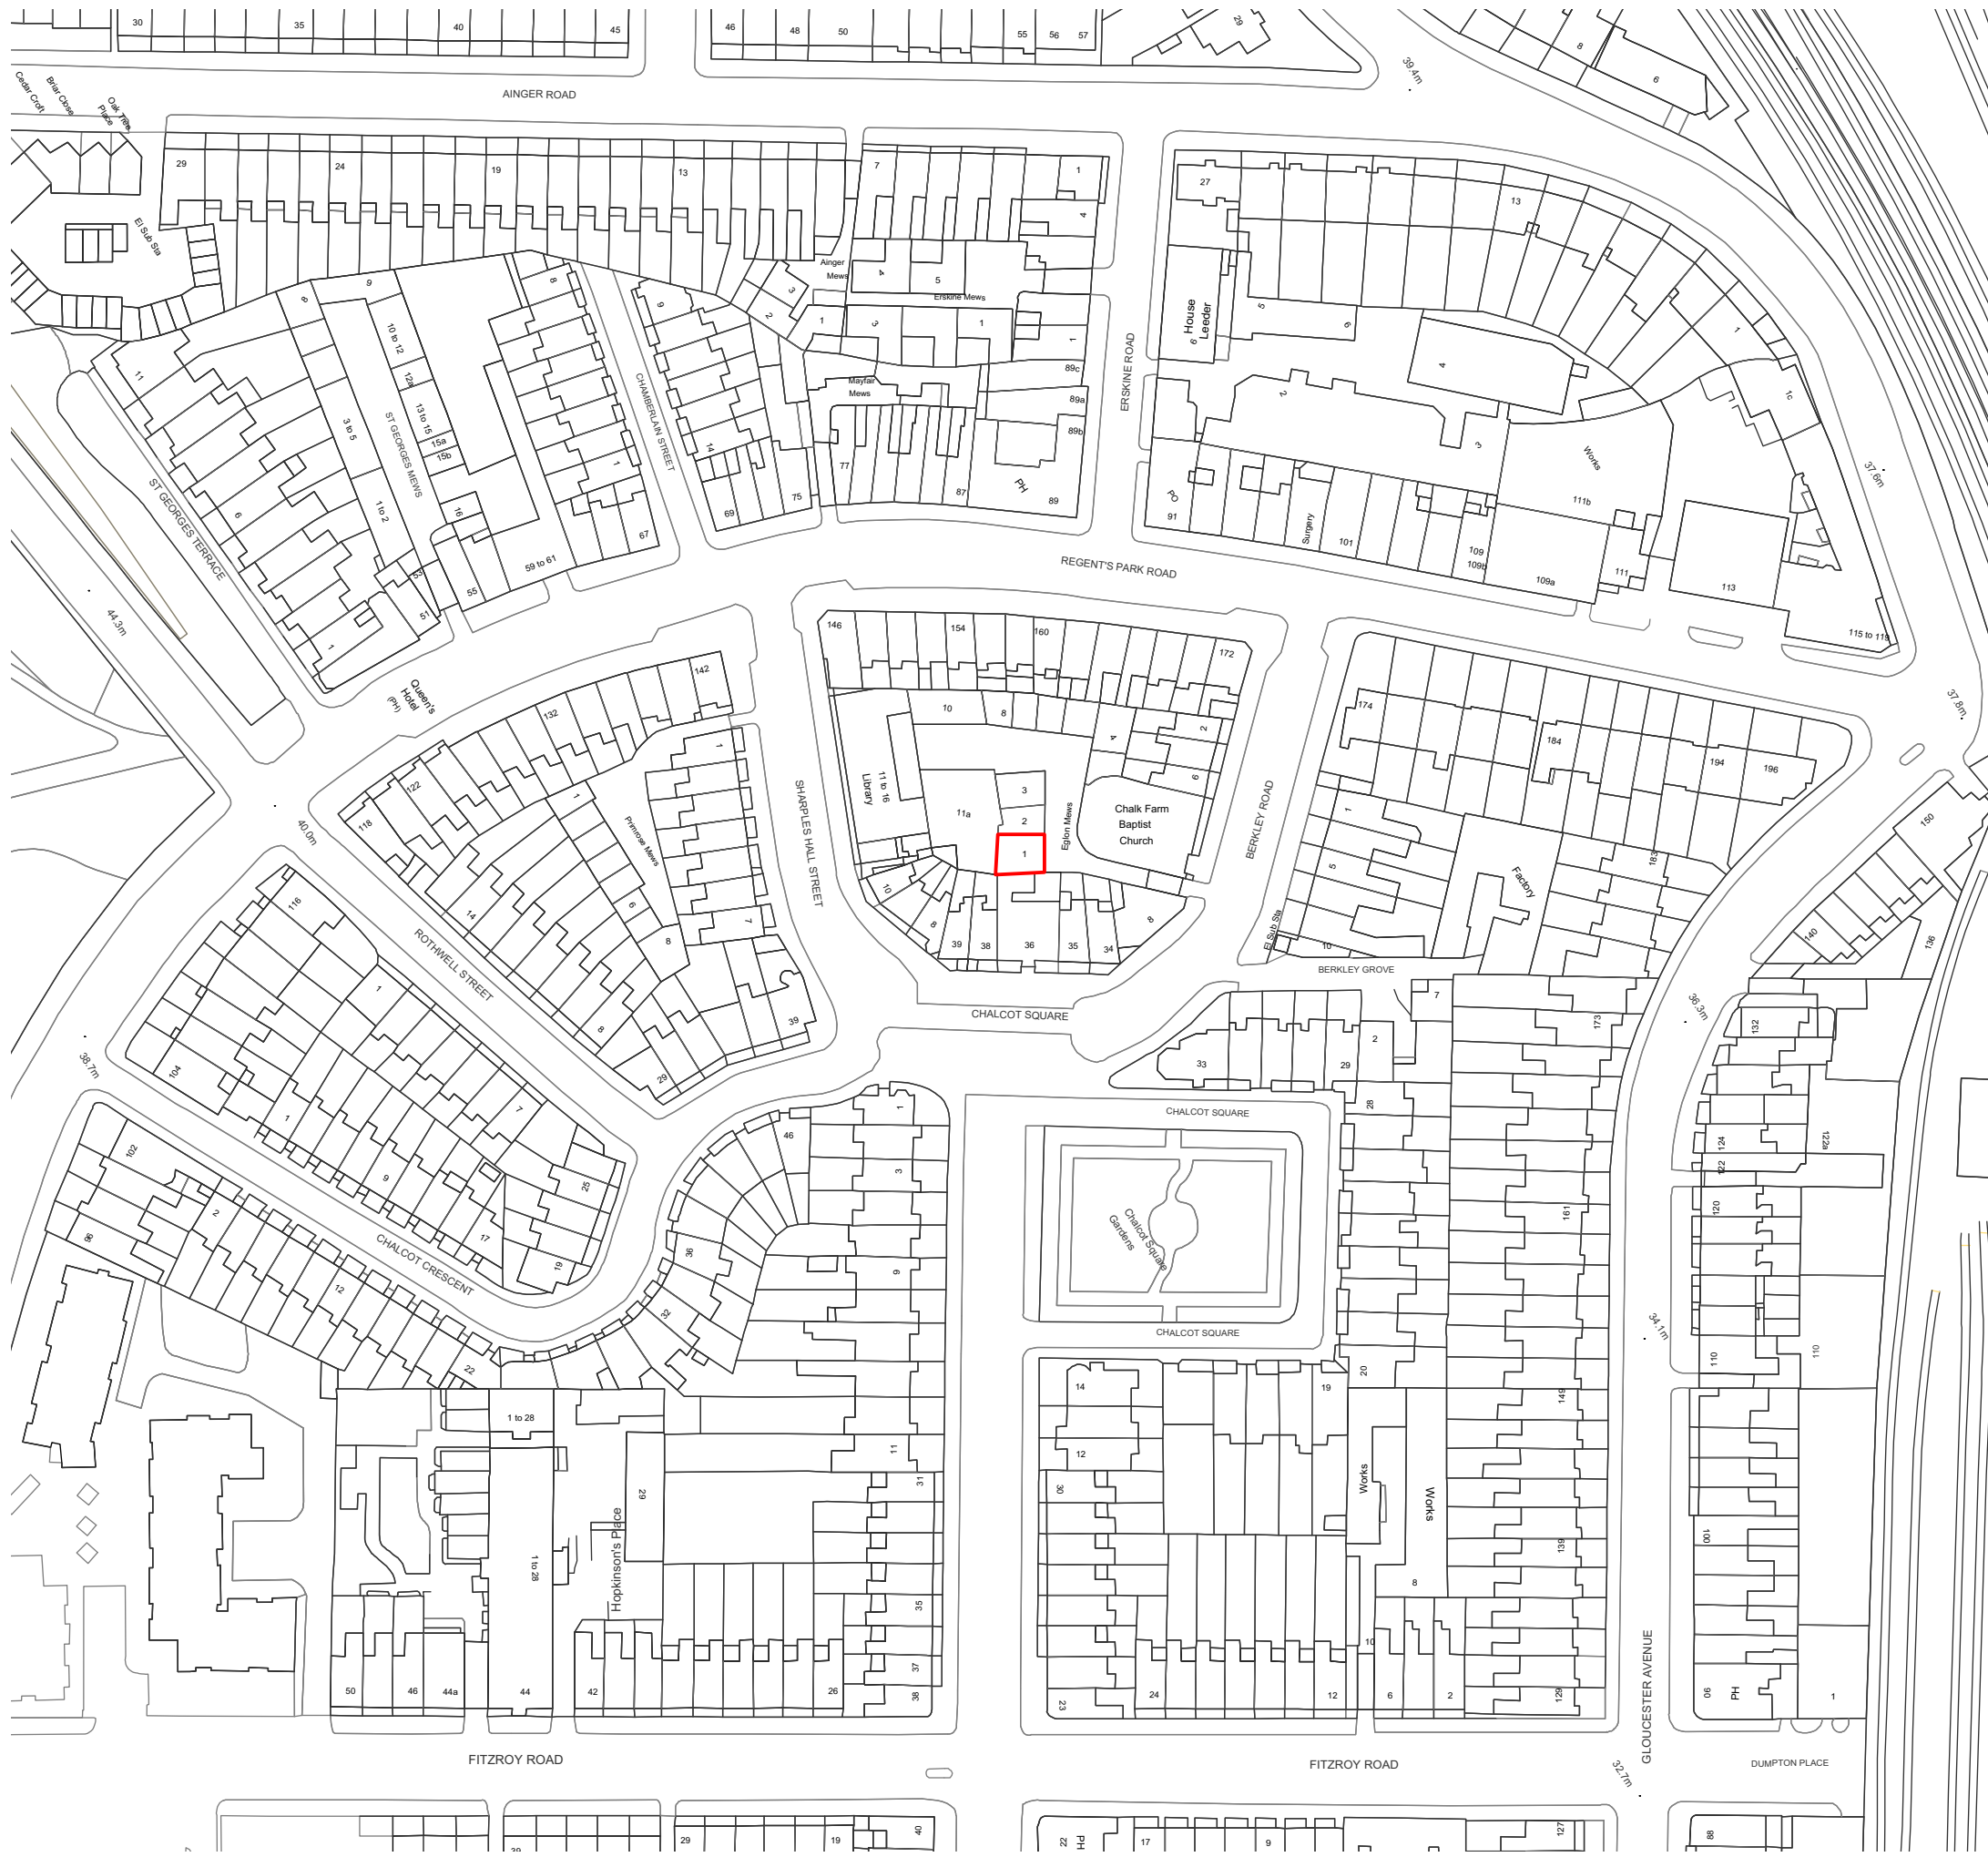 30
35
40
45
46
48
50
55
56
57
29
8
6
39.4m
AINGER ROAD
Cedar Croft
Briar Close
Oak Tree
Place
29
24
19
13
7
1
4
27
13
El Sub Sta
Ainger
Mews
4
5
Erskine Mews
3
2
1
3
1
1
8
9
8
9
10 to 12
12a
13 to 15
15a
15b
16
3 to 5
1 to 2
ST GEORGES MEWS
CHAMBERLAIN STREET
11
6
1
ST GEORGES TERRACE
44.3m
14
69
75
Mayfair
Mews
77
87
PH
89
89c
89a
89b
ERSKINE ROAD
House
Leeder
6
5
6
4
2
3
1
1c
Works
111b
37.6m
PO
91
Surgery
101
109
109b
109a
111
113
115 to 119
1
67
59 to 61
55
53
51
REGENT'S PARK ROAD
Queen's
Hotel
(PH)
142
132
122
118
146
154
160
172
174
184
194
196
37.8m
10
8
4
2
6
Library
11 to 16
11a
3
2
1
Eglon Mews
Chalk Farm
Baptist
Church
SHARPLES HALL STREET
BERKLEY ROAD
Primrose Mews
1
1
6
8
7
14
8
29
39
40.0m
ROTHWELL STREET
116
1
104
1
9
17
7
25
19
38.7m
10
8
39
38
36
35
34
8
CHALCOT SQUARE
1
5
El Sub Sta
10
BERKLEY GROVE
Factory
183
150
140
136
36.3m
7
2
173
132
33
29
28
CHALCOT SQUARE
102
96
2
12
22
CHALCOT CRESCENT
46
36
32
1
3
9
11
31
Chalcot Square
Gardens
CHALCOT SQUARE
161
124
122
122a
120
34.1m
110
110
14
12
30
19
20
149
1 to 28
29
1 to 28
Hopkinson's Place
Works
Works
139
100
8
35
37
38
50
46
44a
44
42
26
23
24
12
10
6
2
129
90
PH
1
GLOUCESTER AVENUE
FITZROY ROAD
FITZROY ROAD
DUMPTON PLACE
32.7m
39
29
19
40
22
PH
17
9
127
88